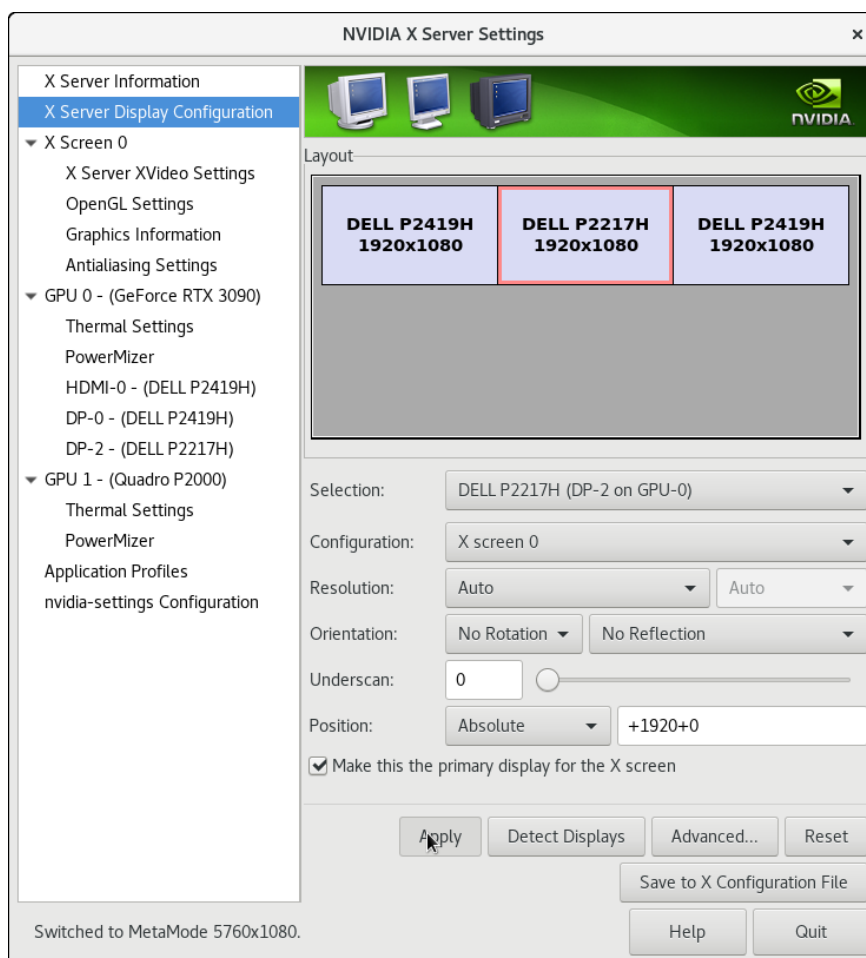 NVIDIA X Server Settings
X Server Information
X Server Display Configuration
X Screen 0
X Server XVideo Settings
OpenGL Settings
Graphics Information
Antialiasing Settings
GPU 0 - (GeForce RTX 3090)
Thermal Settings
PowerMizer
HDMI-0 - (DELL P2419H)
DP-0 - (DELL P2419H)
DP-2 - (DELL P2217H)
GPU 1 - (Quadro P2000)
Thermal Settings
PowerMizer
Application Profiles
nvidia-settings Configuration
NVIDIA.
Layout
DELL P2419H
1920x1080
DELL P2217H
1920x1080
DELL P2419H
1920x1080
Selection: DELL P2217H (DP-2 on GPU-0)
Configuration: X screen 0
Resolution: Auto Auto
Orientation: No Rotation No Reflection
Underscan: 0
Position: Absolute +1920+0
Make this the primary display for the X screen
Apply Detect Displays Advanced... Reset
Save to X Configuration File
Switched to MetaMode 5760x1080. Help Quit